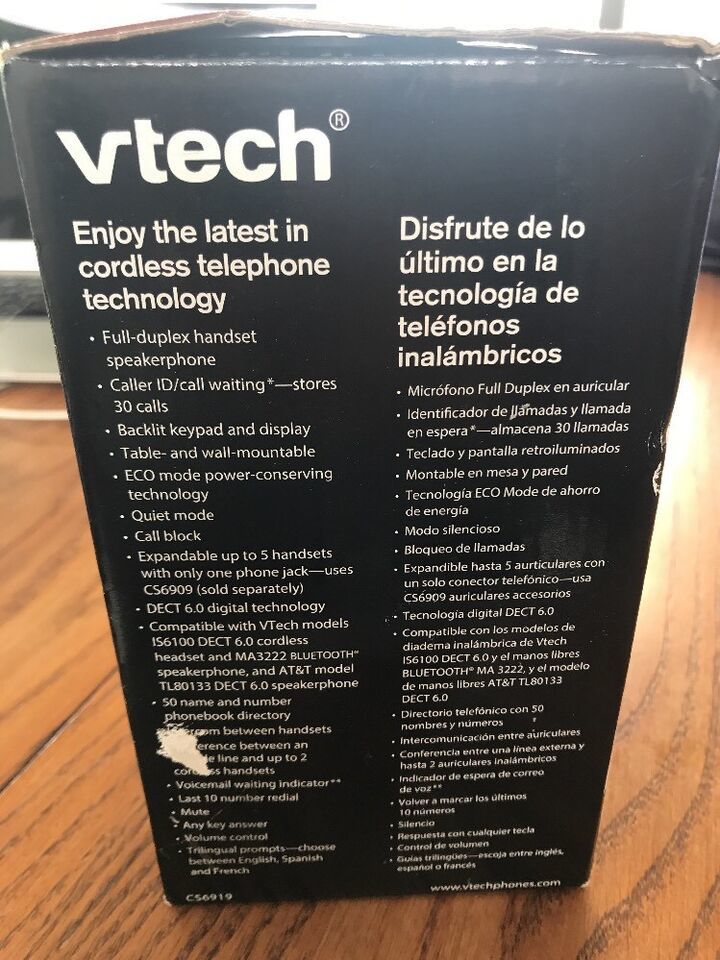 vtech®
Enjoy the latest in
cordless telephone
technology
• Full-duplex handset
speakerphone
• Caller ID/call waiting*—stores
30 calls
• Backlit keypad and display
• Table- and wall-mountable
• ECO mode power-conserving
technology
• Quiet mode
• Call block
• Expandable up to 5 handsets
with only one phone jack—uses
CS6909 (sold separately)
• DECT 6.0 digital technology
• Compatible with VTech models
IS6100 DECT 6.0 cordless
headset and MA3222 BLUETOOTH®
speakerphone, and AT&T model
TL80133 DECT 6.0 speakerphone
• 50 name and number
phonebook directory
between handsets
between an
line and up to 2
handsets
• Voicemail waiting indicator**
• Last 10 number redial
• Mute
• Any key answer
• Volume control
• Trilingual prompts—choose
between English, Spanish
and French
CS6919
Disfrute de lo
último en la
tecnología de
teléfonos
inalámbricos
• Micrófono Full Duplex en auricular
• Identificador de llamadas y llamada
en espera*—almacena 30 llamadas
• Teclado y pantalla retroiluminados
• Montable en mesa y pared
• Tecnología ECO Mode de ahorro
de energía
• Modo silencioso
• Bloqueo de llamadas
• Expandible hasta 5 aurticulares con
un solo conector telefónico—usa
CS6909 auriculares accesorios
• Tecnología digital DECT 6.0
• Compatible con los modelos de
diadema inalámbrica de Vtech
IS6100 DECT 6.0 y el manos libres
BLUETOOTH® MA 3222, y el modelo
de manos libres AT&T TL80133
DECT 6.0
• Directorio telefónico con 50
nombres y números
• Intercomunicación entre auriculares
• Conferencia entre una línea externa y
hasta 2 auriculares inalámbricos
• Indicador de espera de correo
de voz**
• Volver a marcar los últimos
10 números
• Silencio
• Respuesta con cualquier tecla
• Control de volumen
• Guías trilingües—escoja entre inglés,
español o francés
www.vtechphones.com